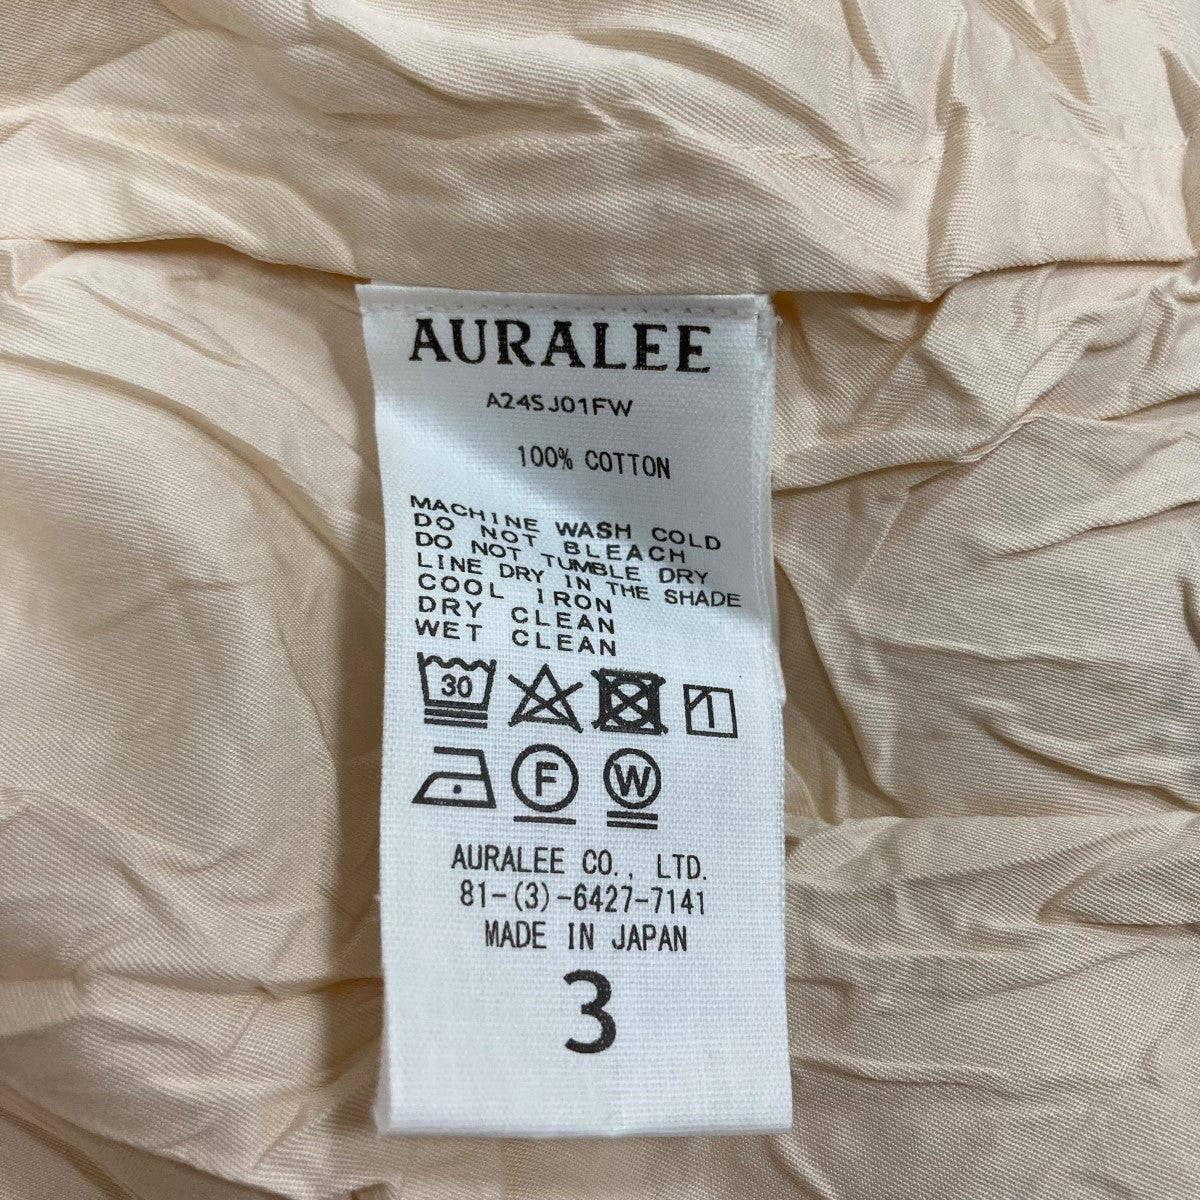 AURALEE
A24SJ01FW
100% COTTON
MACHINE WASH COLD
DO NOT BLEACH
DO NOT TUMBLE DRY
LINE DRY IN THE SHADE
COOL IRON
DRY CLEAN
WET CLEAN
30
F W
AURALEE CO., LTD.
81-(3)-6427-7141
MADE IN JAPAN
3